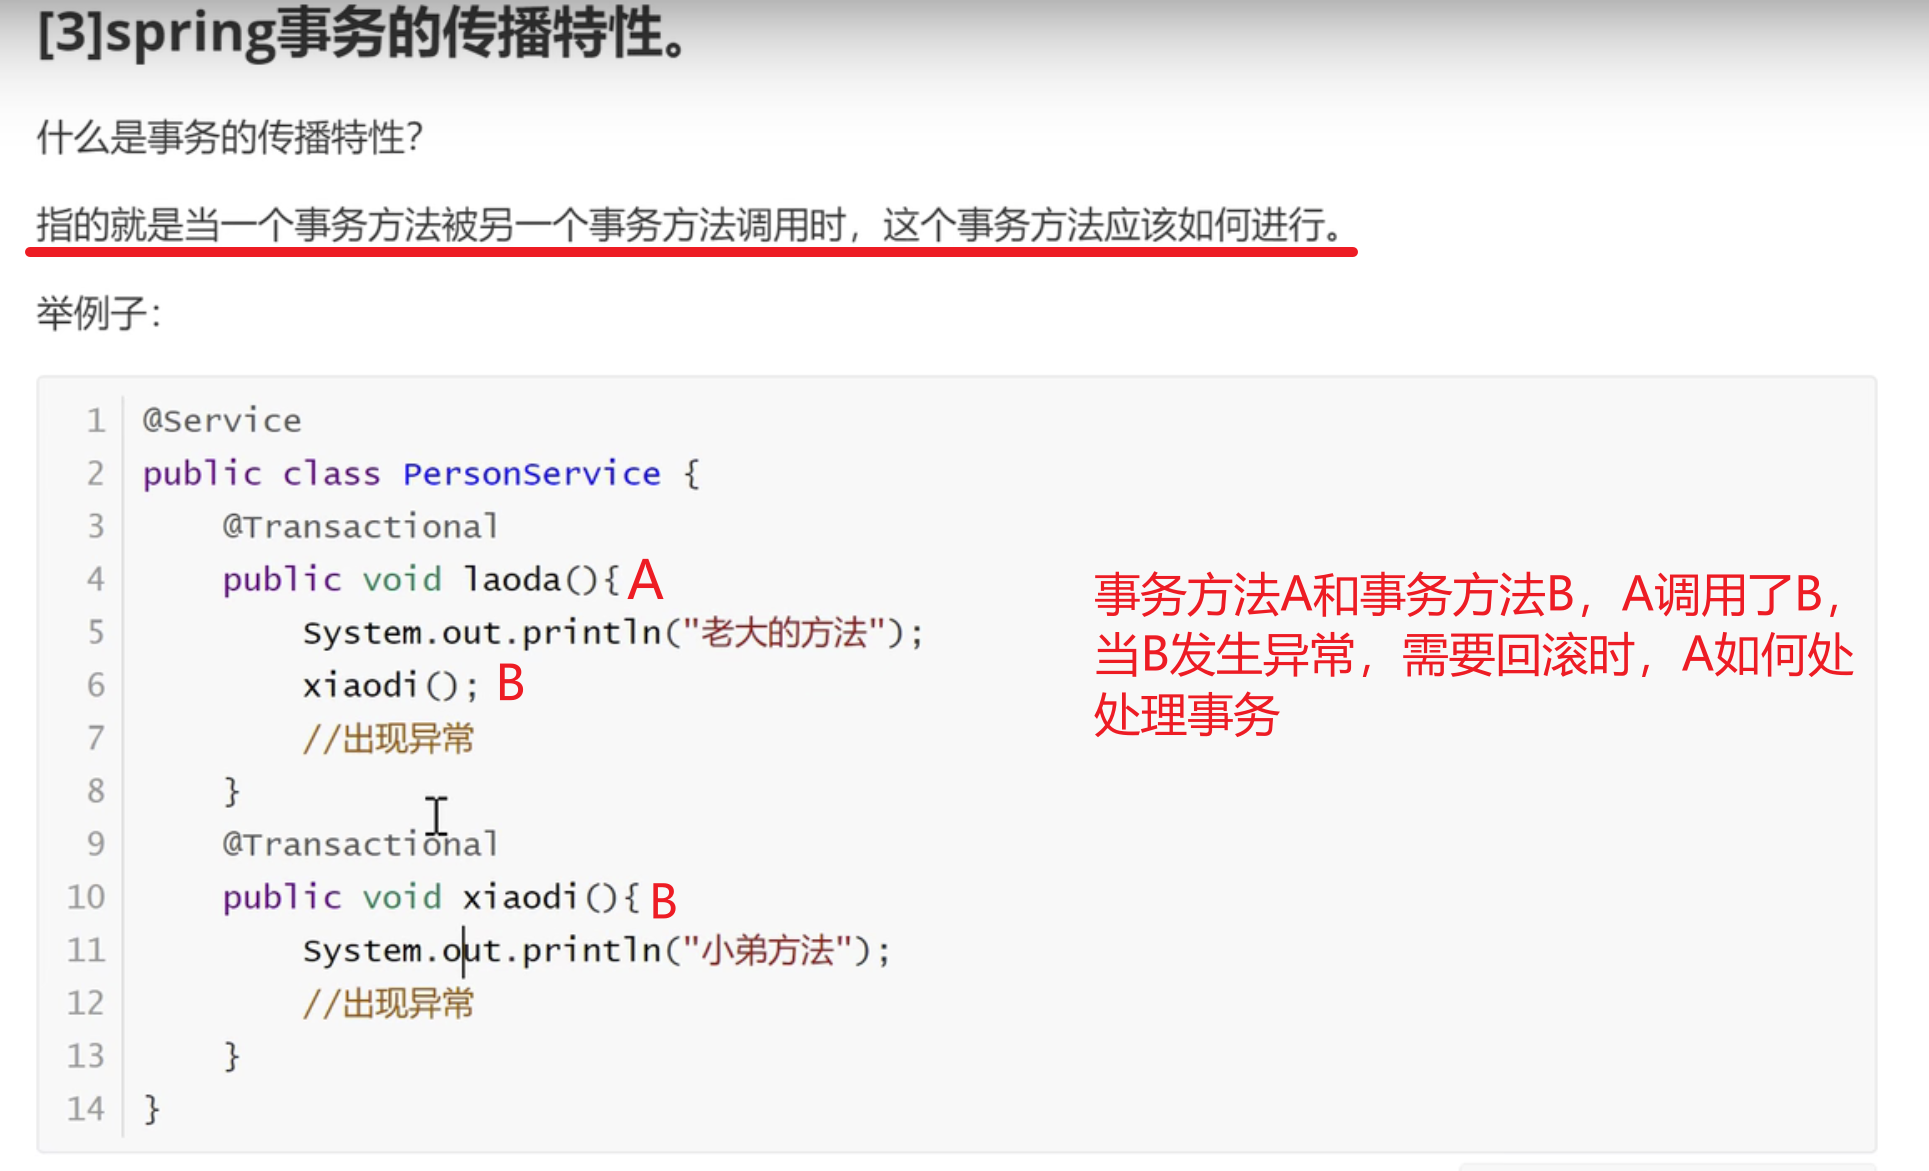 [3]spring事务的传播特性。
什么是事务的传播特性?
指的就是当一个事务方法被另一个事务方法调用时，这个事务方法应该如何进行。
举例子：
1 @Service
2 public class PersonService {
3 @Transactional
4 public void laoda(){ A
5 System.out.println("老大的方法");
6 xiaodi(); B
7 //出现异常
8 }
9 @Transactional
10 public void xiaodi(){ B
11 System.out.println("小弟方法");
12 //出现异常
13 }
14 }
事务方法A和事务方法B，A调用了B，
当B发生异常，需要回滚时，A如何处
处理事务